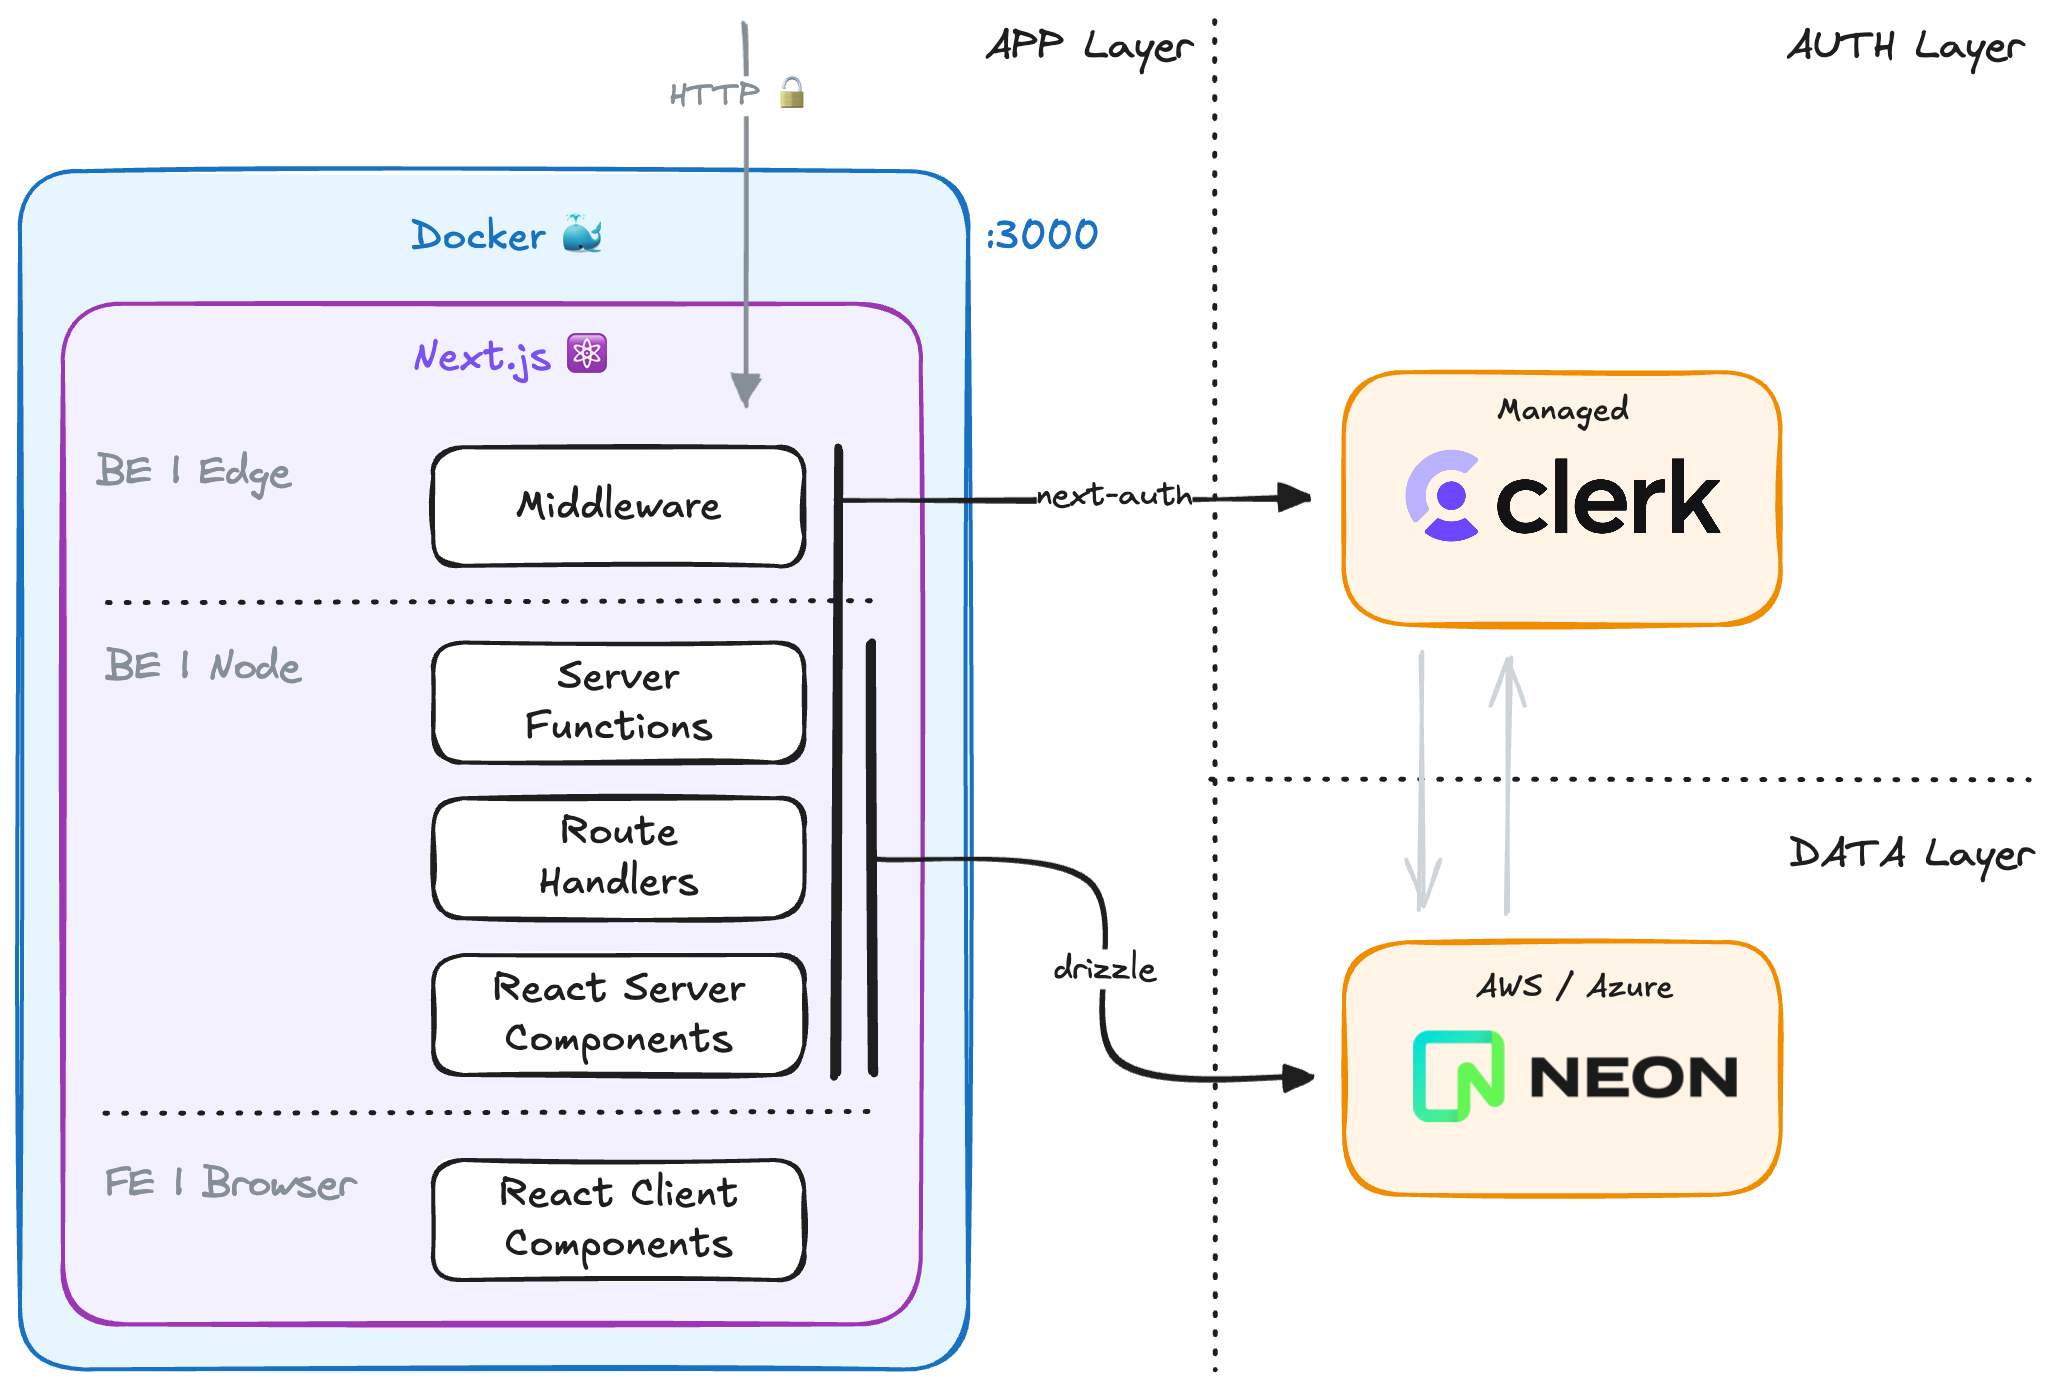 APP Layer
AUTH Layer
HTTP 🔒
Docker 🐳
:3000
Next.js ⚛
BE | Edge
Middleware
next-auth
Managed
clerk
BE | Node
Server
Functions
Route
Handlers
React Server
Components
drizzle
DATA Layer
AWS / Azure
NEON
FE | Browser
React Client
Components